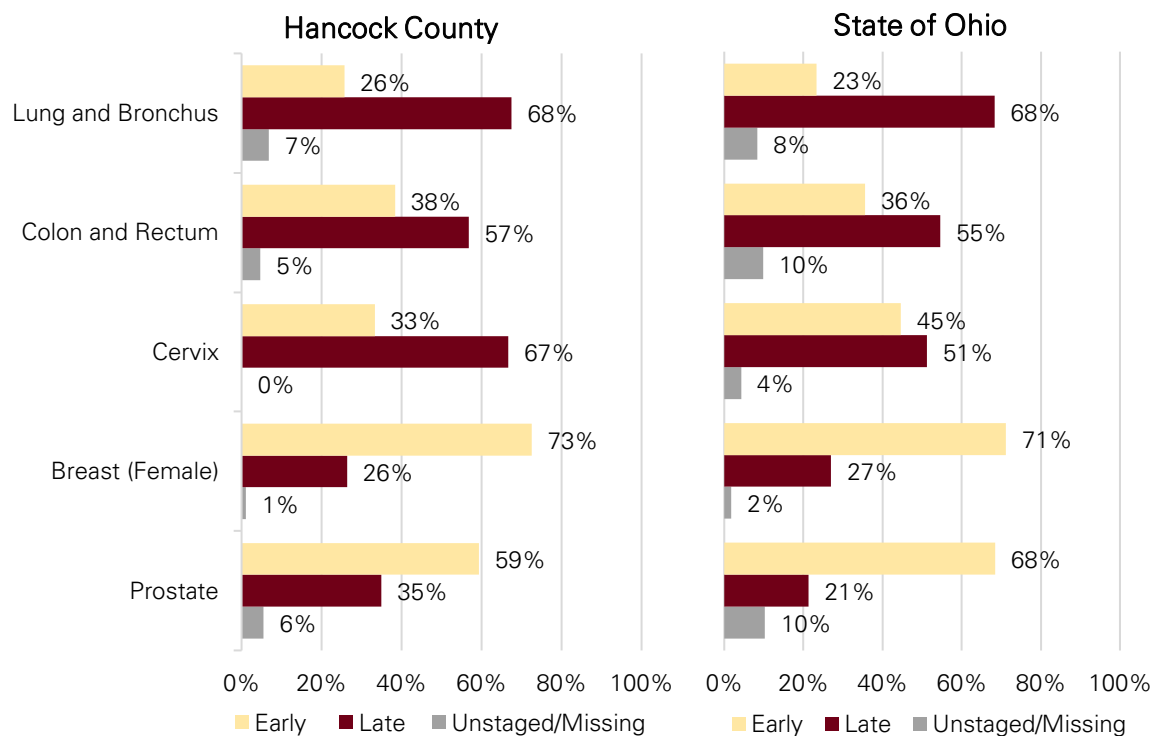 Hancock County
State of Ohio
Lung and Bronchus
26%
68%
7%
23%
68%
8%
Colon and Rectum
38%
57%
5%
36%
55%
10%
Cervix
33%
67%
0%
45%
51%
4%
Breast (Female)
73%
26%
1%
71%
27%
2%
Prostate
59%
35%
6%
68%
21%
10%
0% 20% 40% 60% 80% 100%
0% 20% 40% 60% 80% 100%
Early Late Unstaged/Missing
Early Late Unstaged/Missing